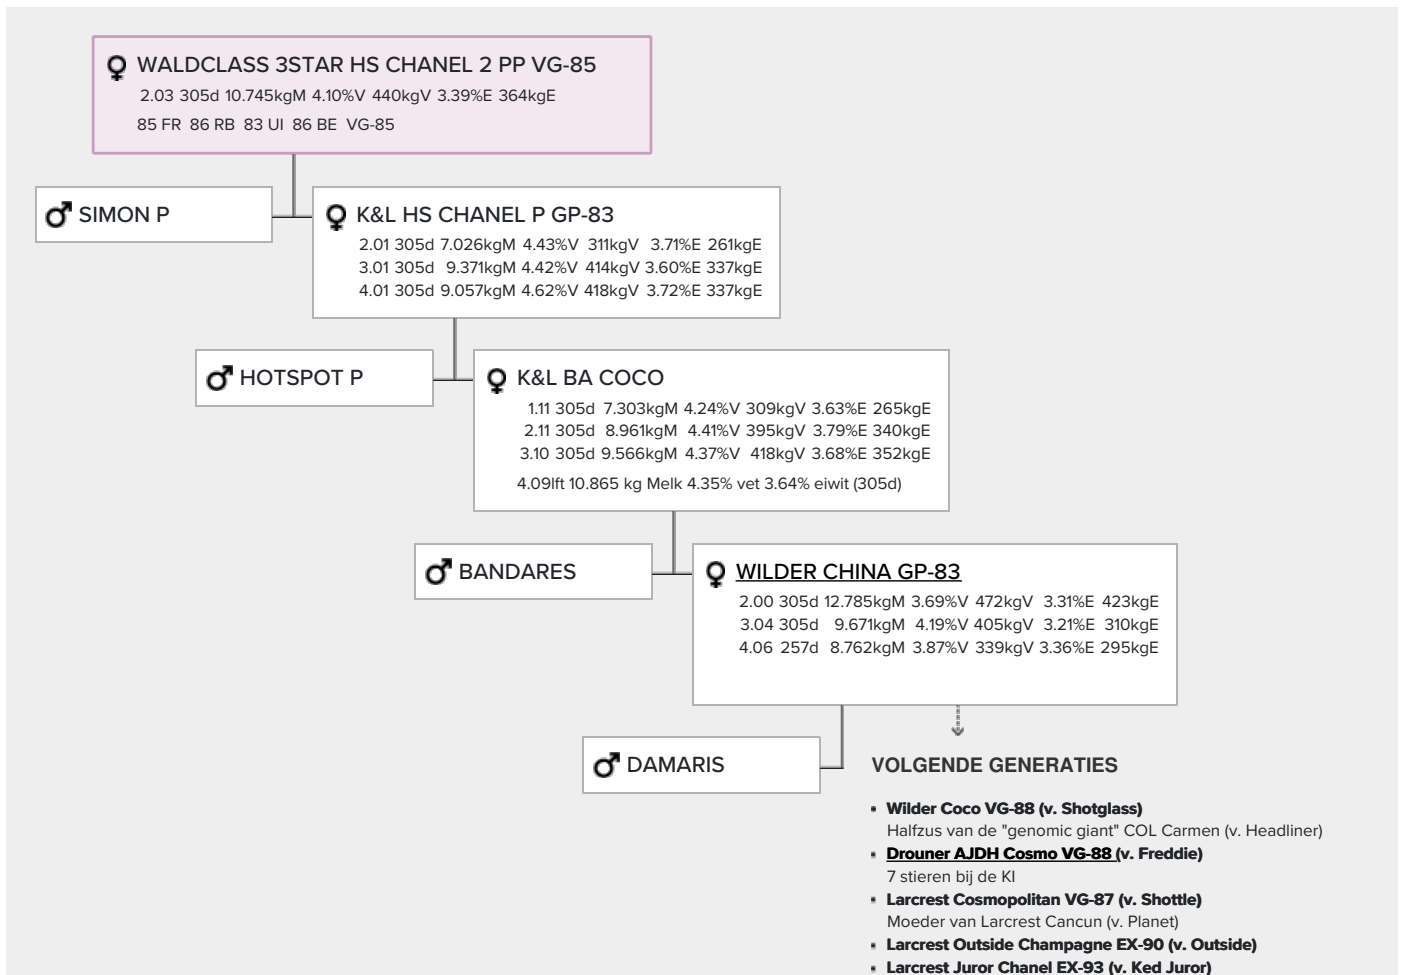 WALDCLASS 3STAR HS CHANEL 2 PP VG-85
2.03 305d 10.745kgM 4.10%V 440kgV 3.39%E 364kgE
85 FR 86 RB 83 UI 86 BE VG-85
SIMON P
K&L HS CHANEL P GP-83
2.01 305d 7.026kgM 4.43%V 311kgV 3.71%E 261kgE
3.01 305d 9.371kgM 4.42%V 414kgV 3.60%E 337kgE
4.01 305d 9.057kgM 4.62%V 418kgV 3.72%E 337kgE
HOTSPOT P
K&L BA COCO
1.11 305d 7.303kgM 4.24%V 309kgV 3.63%E 265kgE
2.11 305d 8.961kgM 4.41%V 395kgV 3.79%E 340kgE
3.10 305d 9.566kgM 4.37%V 418kgV 3.68%E 352kgE
4.09lft 10.865 kg Melk 4.35% vet 3.64% eiwit (305d)
BANDARES
WILDER CHINA GP-83
2.00 305d 12.785kgM 3.69%V 472kgV 3.31%E 423kgE
3.04 305d 9.671kgM 4.19%V 405kgV 3.21%E 310kgE
4.06 257d 8.762kgM 3.87%V 339kgV 3.36%E 295kgE
DAMARIS
VOLGENDE GENERATIES
Wilder Coco VG-88 (v. Shotglass)
Halfzus van de "genomic giant" COL Carmen (v. Headliner)
Drouner AJDH Cosmo VG-88 (v. Freddie)
7 stieren bij de KI
Larcrest Cosmopolitan VG-87 (v. Shottle)
Moeder van Larcrest Cancun (v. Planet)
Larcrest Outside Champagne EX-90 (v. Outside)
Larcrest Juror Chanel EX-93 (v. Ked Juror)